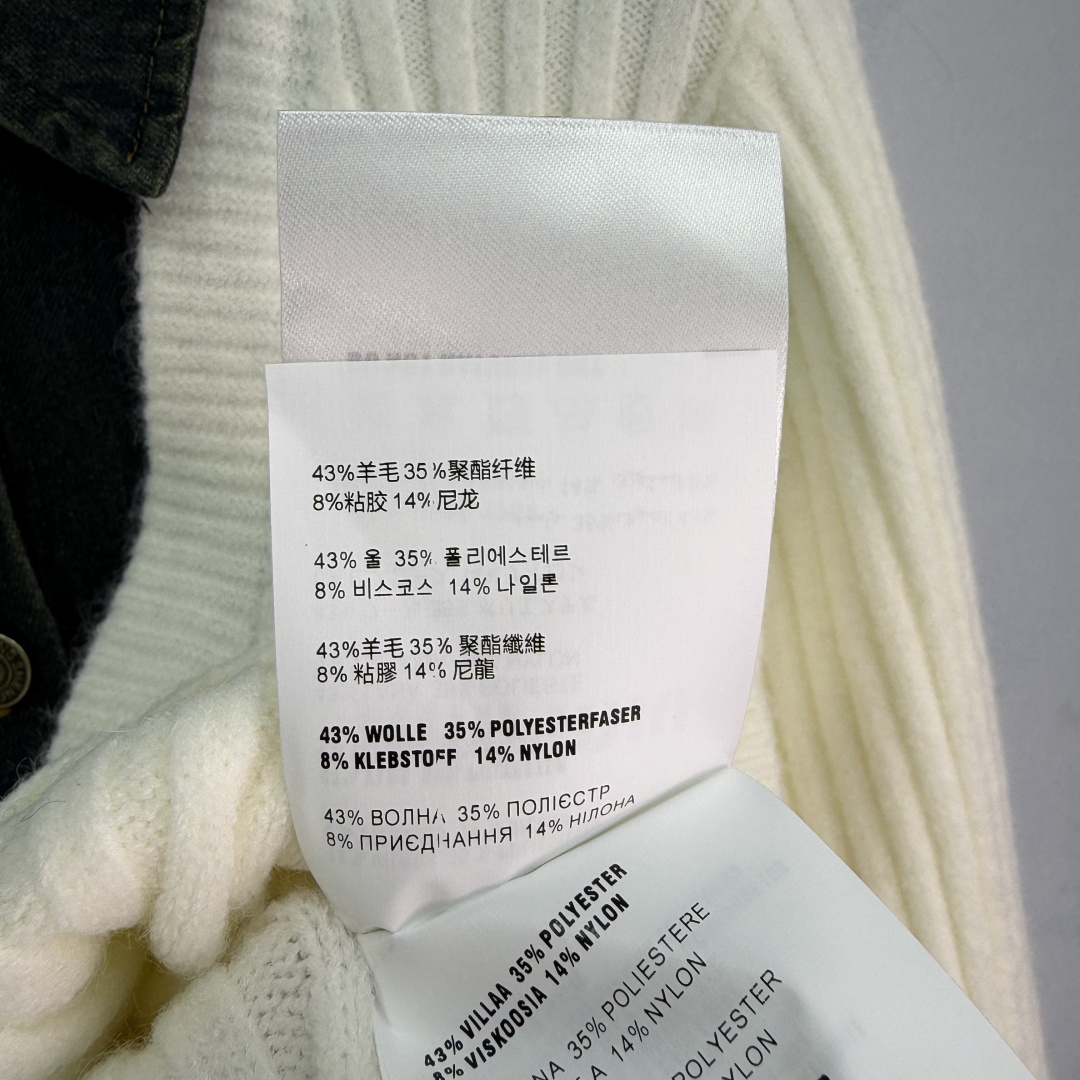 43%羊毛 35%聚酯纤维
8%粘胶 14%尼龙
43% 울 35% 폴리에스테르
8% 비스코스 14% 나일론
43%羊毛 35% 聚酯纖維
8% 粘膠 14% 尼龍
43% WOLLE 35% POLYESTERFASER
8% KLEBSTOFF 14% NYLON
43% ВОЛНА 35% ПОЛІЄСТР
8% ПРИЄДНАННЯ 14% НІЛОНА
43% VILLAA 35% POLYESTER
8% VISKOOSIA 14% NYLON
35% POLIESTERE
14% NYLON
POLYESTER